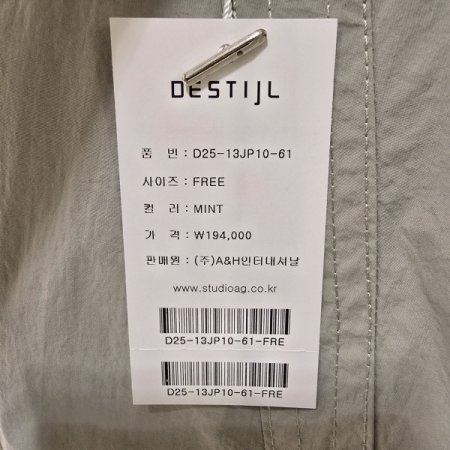 DESTIJL
품 번 : D25-13JP10-61
사이즈 : FREE
컬 러 : MINT
가 격 : ₩194,000
판매원 : (주)A&H인터내셔날
www.studioag.co.kr
D25-13JP10-61-FRE
D25-13JP10-61-FRE